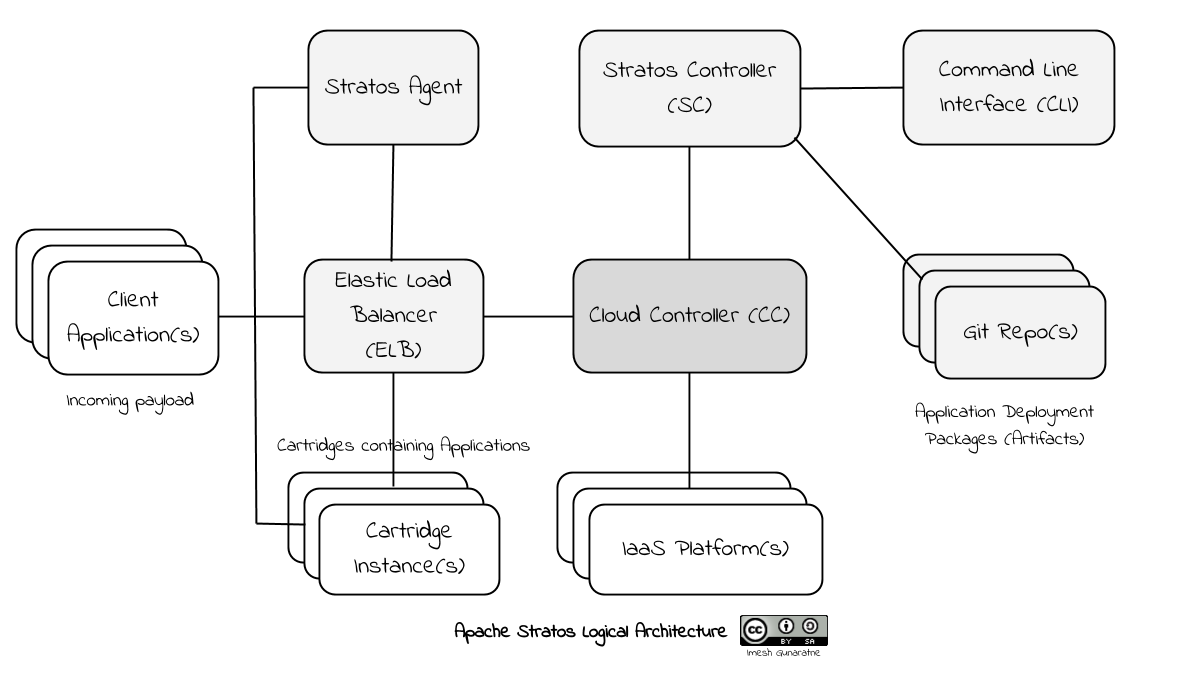 Stratos Agent
Stratos Controller
(SC)
Command Line
Interface (CLI)
Client
Application(s)
Incoming payload
Elastic Load
Balancer
(ELB)
Cloud Controller (CC)
Git Repo(s)
Application Deployment
Packages (Artifacts)
Cartridges containing Applications
Cartridge
Instance(s)
IaaS Platform(s)
Apache Stratos Logical Architecture
cc
BY SA
Imesh Gunaratne